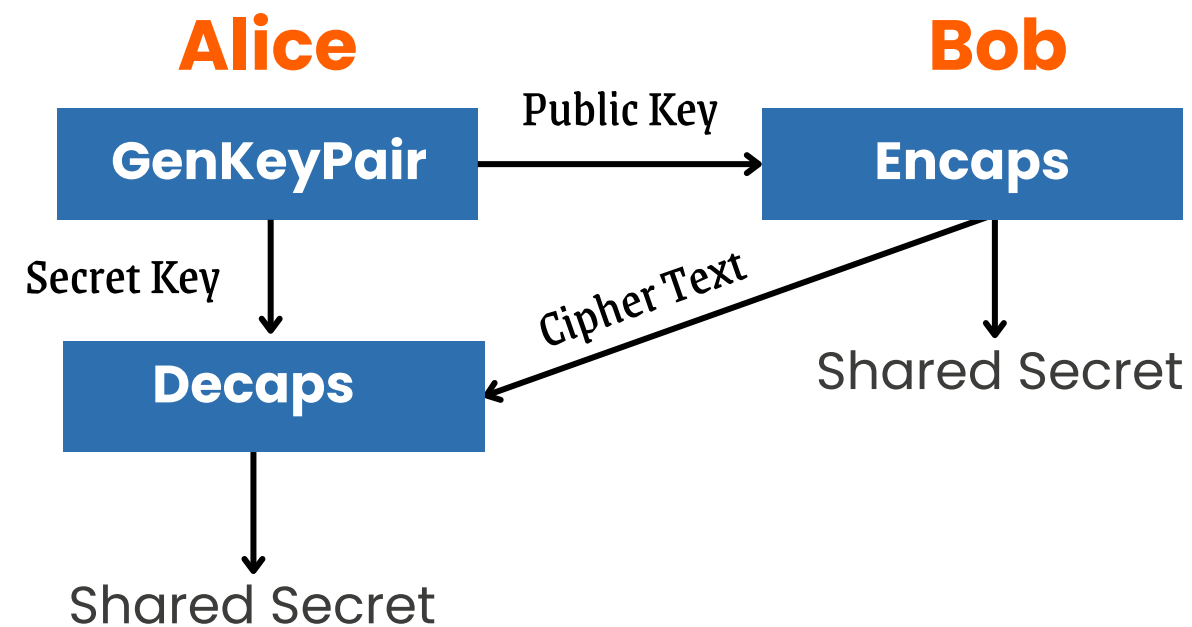 Alice
Bob
Public Key
GenKeyPair
Encaps
Secret Key
Cipher Text
Shared Secret
Decaps
Shared Secret